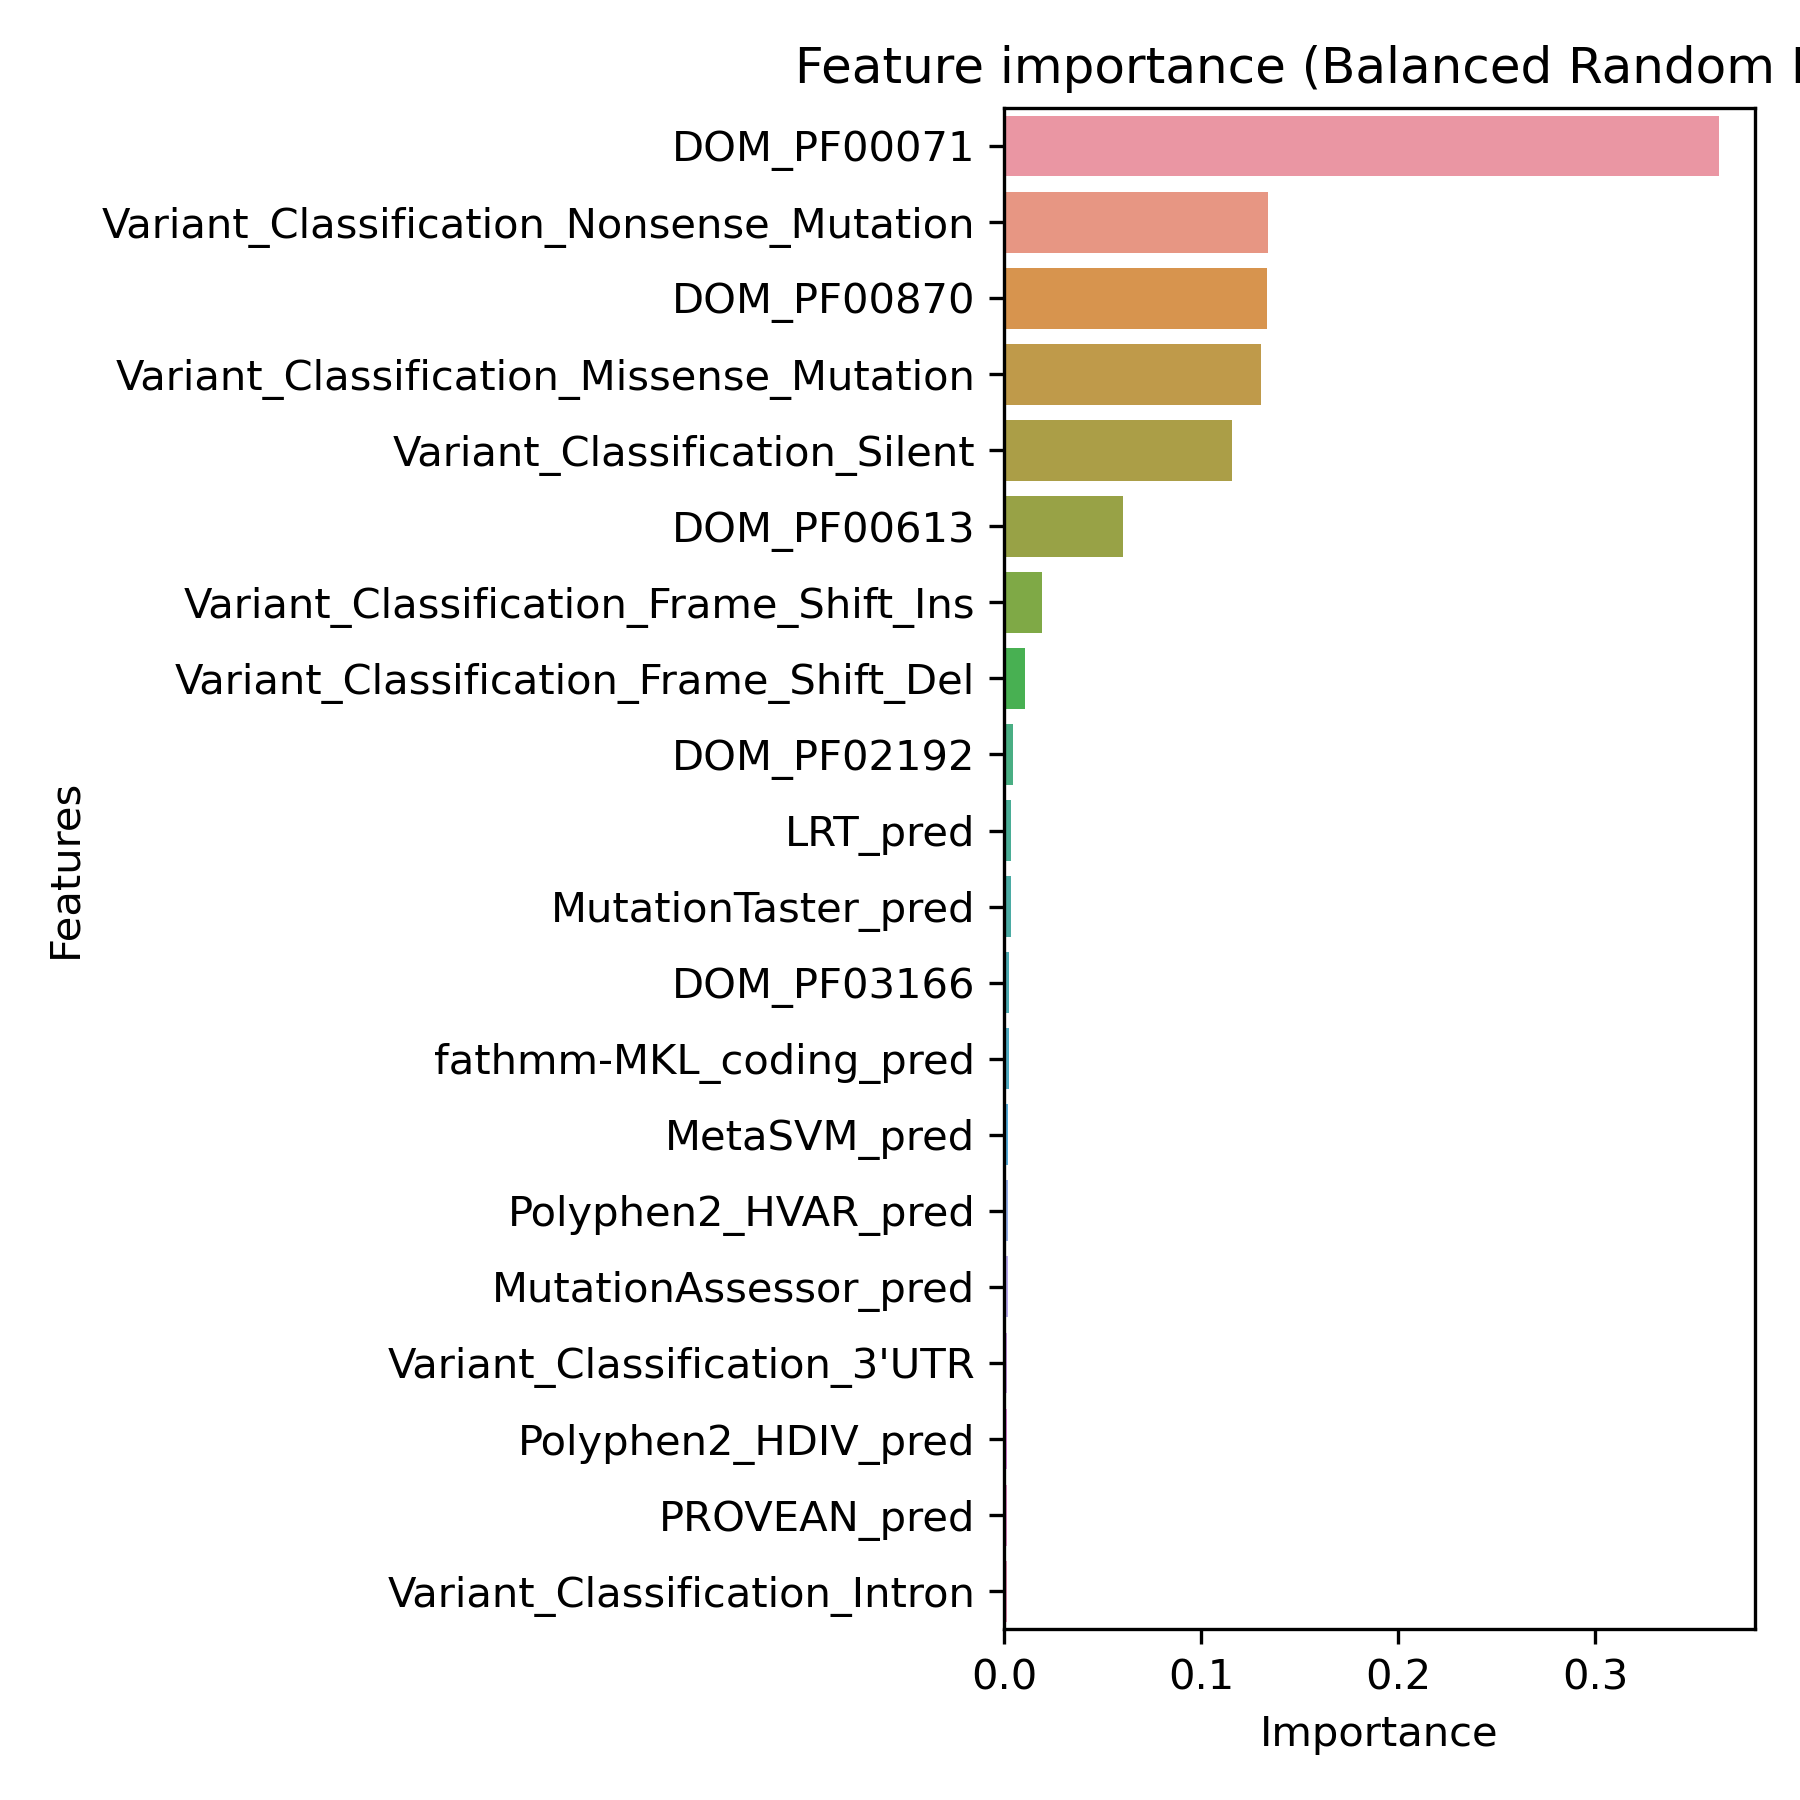 Feature importance (Balanced Random
DOM_PF00071
Variant_Classification_Nonsense_Mutation
DOM_PF00870
Variant_Classification_Missense_Mutation
Variant_Classification_Silent
DOM_PF00613
Variant_Classification_Frame_Shift_Ins
Variant_Classification_Frame_Shift_Del
DOM_PF02192
LRT_pred
MutationTaster_pred
DOM_PF03166
fathmm-MKL_coding_pred
MetaSVM_pred
Polyphen2_HVAR_pred
MutationAssessor_pred
Variant_Classification_3'UTR
Polyphen2_HDIV_pred
PROVEAN_pred
Variant_Classification_Intron
Features
0.0 0.1 0.2 0.3
Importance